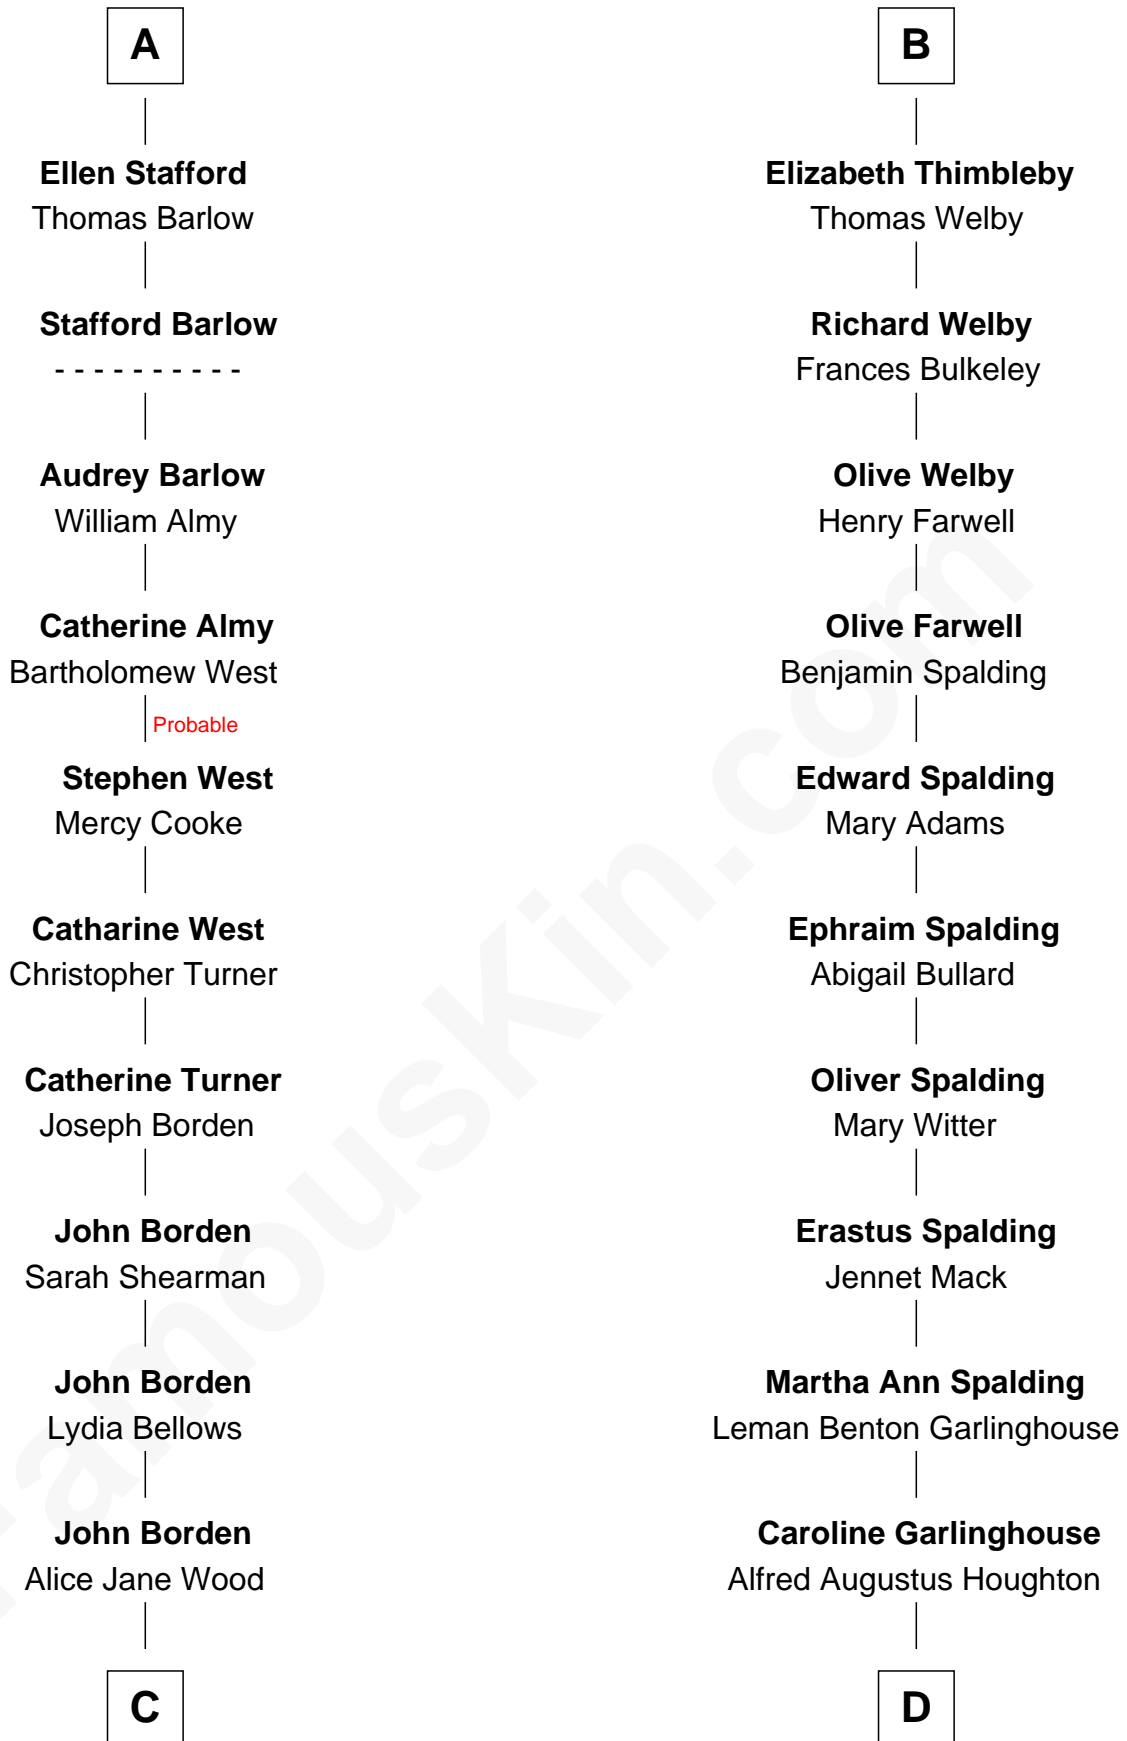 A
Ellen Stafford
Thomas Barlow
Stafford Barlow
- - - - - - - - - -
Audrey Barlow
William Almy
Catherine Almy
Bartholomew West
Probable
Stephen West
Mercy Cooke
Catharine West
Christopher Turner
Catherine Turner
Joseph Borden
John Borden
Sarah Shearman
John Borden
Lydia Bellows
John Borden
Alice Jane Wood
C
B
Elizabeth Thimbleby
Thomas Welby
Richard Welby
Frances Bulkeley
Olive Welby
Henry Farwell
Olive Farwell
Benjamin Spalding
Edward Spalding
Mary Adams
Ephraim Spalding
Abigail Bullard
Oliver Spalding
Mary Witter
Erastus Spalding
Jennet Mack
Martha Ann Spalding
Leman Benton Garlinghouse
Caroline Garlinghouse
Alfred Augustus Houghton
D
FamousKin.com